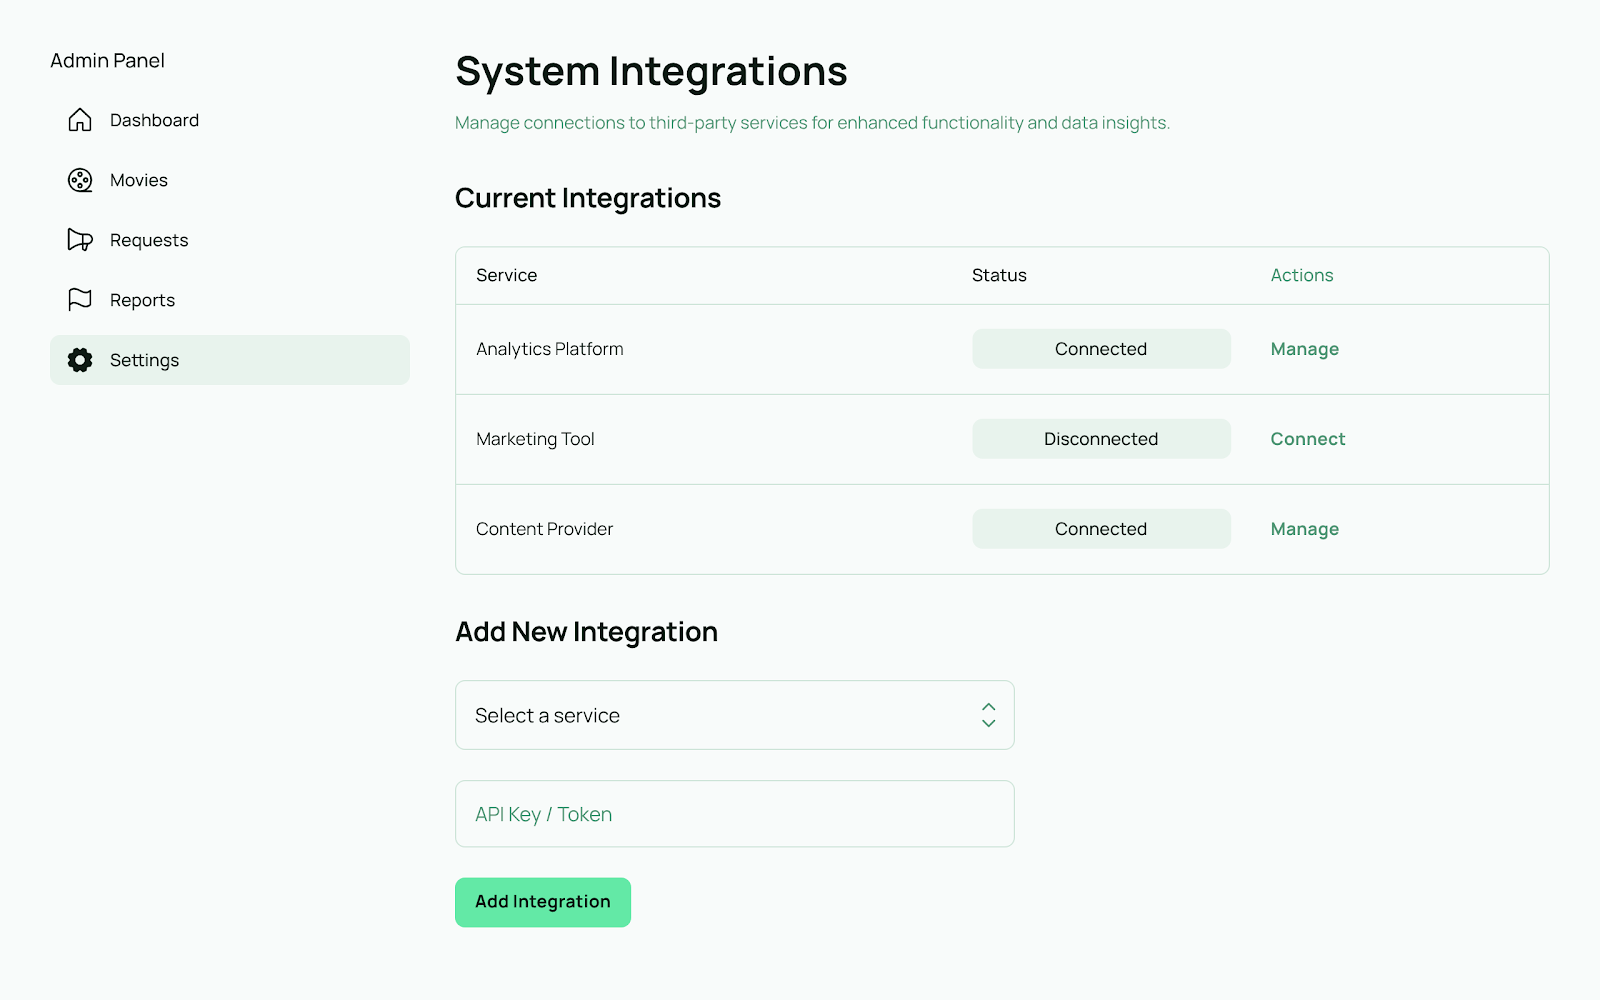 Admin Panel
Dashboard
Movies
Requests
Reports
Settings
System Integrations
Manage connections to third-party services for enhanced functionality and data insights.
Current Integrations
Service Status Actions
Analytics Platform Connected Manage
Marketing Tool Disconnected Connect
Content Provider Connected Manage
Add New Integration
Select a service
API Key / Token
Add Integration